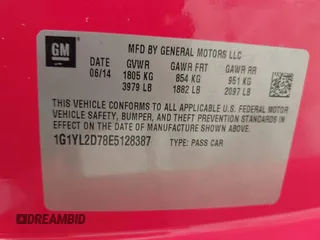 GM
MFD BY GENERAL MOTORS LLC
DATE GVWR GAWR FRT GAWR RR
06/14 1805 KG 854 KG 951 KG
3979 LB 1882 LB 2097 LB
THIS VEHICLE CONFORMS TO ALL APPLICABLE U.S. FEDERAL MOTOR
VEHICLE SAFETY, BUMPER, AND THEFT PREVENTION STANDARDS IN
EFFECT ON THE DATE OF MANUFACTURE SHOWN ABOVE.
1G1YL2D78E5128387 TYPE: PASS CAR
DREAMBID